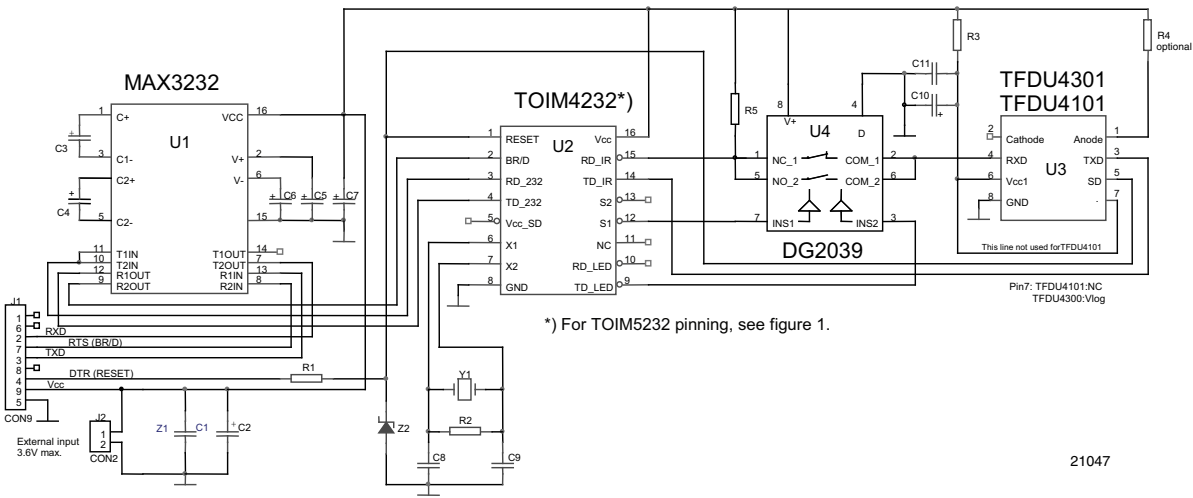 MAX3232
U1
1 C+
3 C1-
C2+
5 C2-
11 T1IN
10 T2IN
12 R1OUT
9 R2OUT
VCC 16
V+ 2
V- 6
15
T1OUT 14
T2OUT 7
R1IN 13
R2IN 8
C3
C4
C6
C5
C7
TOIM4232*)
U2
1 RESET
2 BR/D
3 RD_232
4 TD_232
5 Vcc_SD
6 X1
7 X2
8 GND
Vcc 16
RD_IR 15
TD_IR 14
S2 13
S1 12
NC 11
RD_LED 10
TD_LED 9
*) For TOIM5232 pinning, see figure 1.
R5
8
V+
4
D
U4
1 NC_1
5 NO_2
7 INS1
COM_1 2
COM_2 6
INS2 3
DG2039
C11
C10
R3
R4
optional
TFDU4301
TFDU4101
U3
2 Cathode
4 RXD
6 Vcc1
8 GND
Anode 1
TXD 3
SD 5
- 7
This line not used forTFDU4101
Pin7: TFDU4101:NC
TFDU4300:Vlog
J1
1
6
2
7
3
8
4
9
5
RXD
RTS (BR/D)
TXD
DTR (RESET)
Vcc
CON9
External input
3.6V max.
J2
1
2
CON2
Z1
C1
C2
R1
Z2
Y1
R2
C8
C9
21047